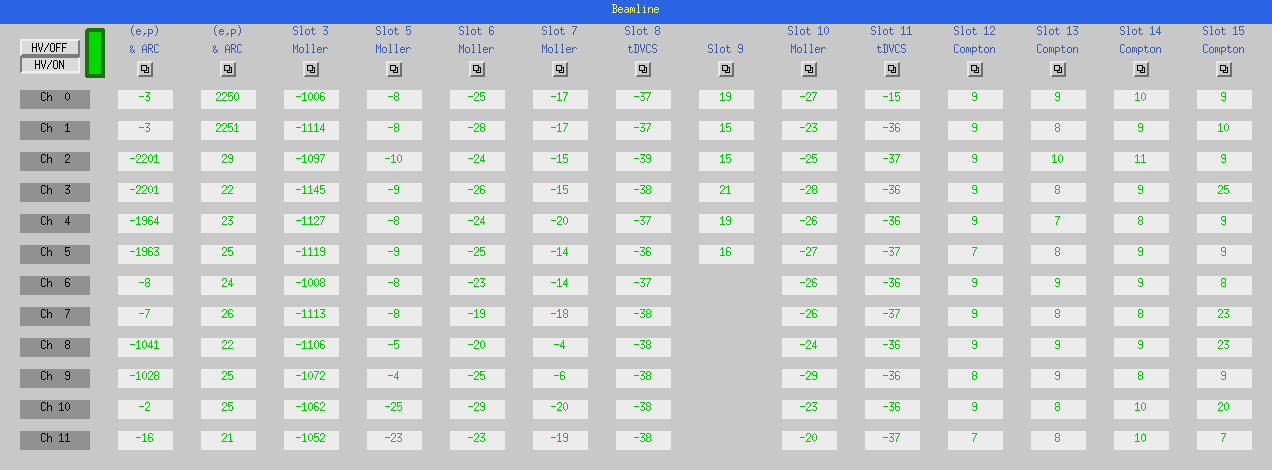 Beamline
(e,p) (e,p) Slot 3 Slot 5 Slot 6 Slot 7 Slot 8 Slot 10 Slot 11 Slot 12 Slot 13 Slot 14 Slot 15
HV/OFF & ARC & ARC Moller Moller Moller Moller tDVCS Slot 9 Moller tDVCS Compton Compton Compton Compton
HV/ON
Ch 0 -3 2250 -1006 -8 -25 -17 -37 19 -27 -15 9 9 10 9
Ch 1 -3 2251 -1114 -8 -28 -17 -37 15 -23 -36 9 8 9 10
Ch 2 -2201 29 -1097 -10 -24 -15 -39 15 -25 -37 9 10 11 9
Ch 3 -2201 22 -1145 -9 -26 -15 -38 21 -28 -36 9 8 9 25
Ch 4 -1964 23 -1127 -8 -24 -20 -37 19 -26 -36 9 7 8 9
Ch 5 -1963 25 -1119 -9 -25 -14 -36 16 -27 -37 7 8 9 9
Ch 6 -8 24 -1008 -8 -23 -14 -37 -26 -36 9 9 9 8
Ch 7 -7 26 -1113 -8 -19 -18 -38 -26 -37 9 8 8 23
Ch 8 -1041 22 -1106 -5 -20 -4 -38 -24 -36 9 9 9 23
Ch 9 -1028 25 -1072 -4 -25 -6 -38 -29 -36 8 9 8 9
Ch 10 -2 25 -1062 -25 -29 -20 -38 -23 -36 9 8 10 20
Ch 11 -16 21 -1052 -23 -23 -19 -38 -20 -37 7 8 10 7